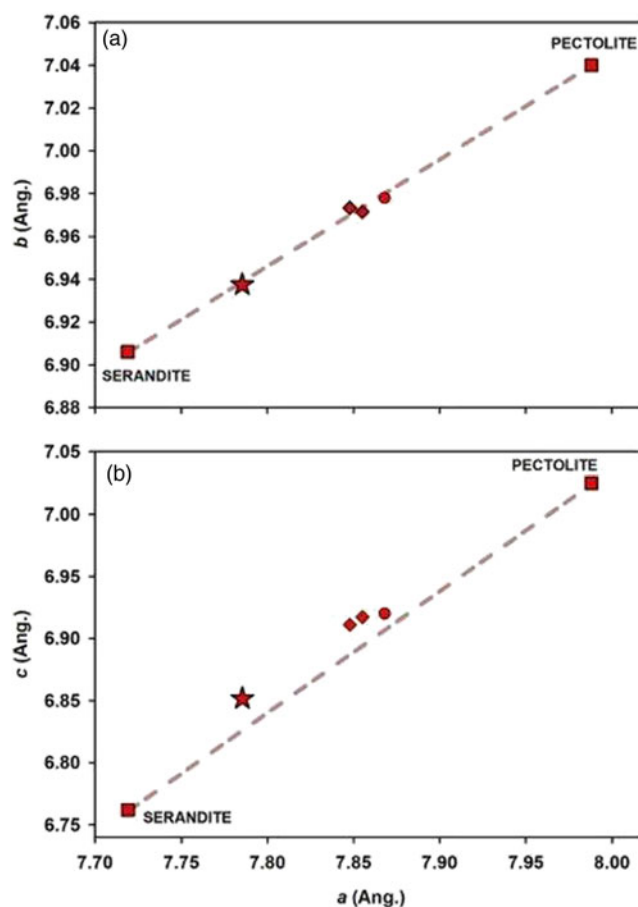 7.06
(a)
PECTOLITE
7.04
7.02
7.00
b (Ang.)
6.98
6.96
6.94
6.92
6.90
SERANDITE
6.88
7.05
(b)
PECTOLITE
7.00
6.95
c (Ang.)
6.90
6.85
6.80
SERANDITE
6.75
7.70 7.75 7.80 7.85 7.90 7.95 8.00
a (Ang.)